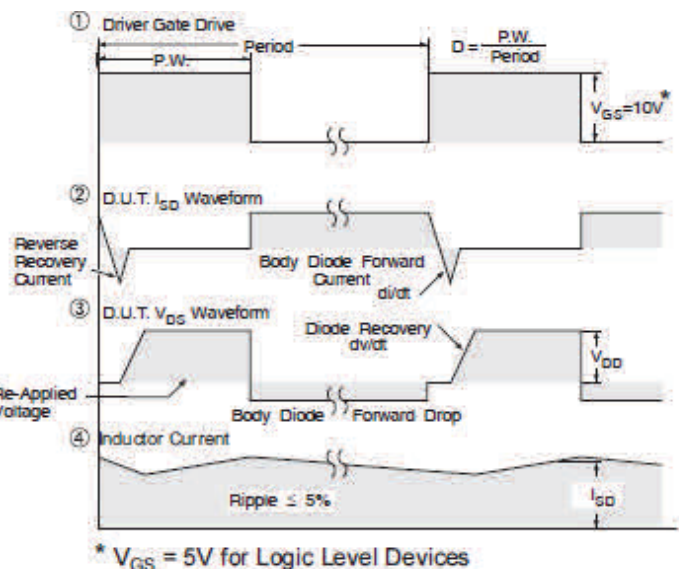 ① Driver Gate Drive
Period
P.W.
D = P.W.
Period
VGS=10V*
② D.U.T. ISD Waveform
Reverse
Recovery
Current
Body Diode Forward
Current
di/dt
③ D.U.T. VDS Waveform
Diode Recovery
dv/dt
VDD
Re-Applied
Voltage
Body Diode Forward Drop
④ Inductor Current
Ripple ≤ 5%
ISD
* VGS = 5V for Logic Level Devices